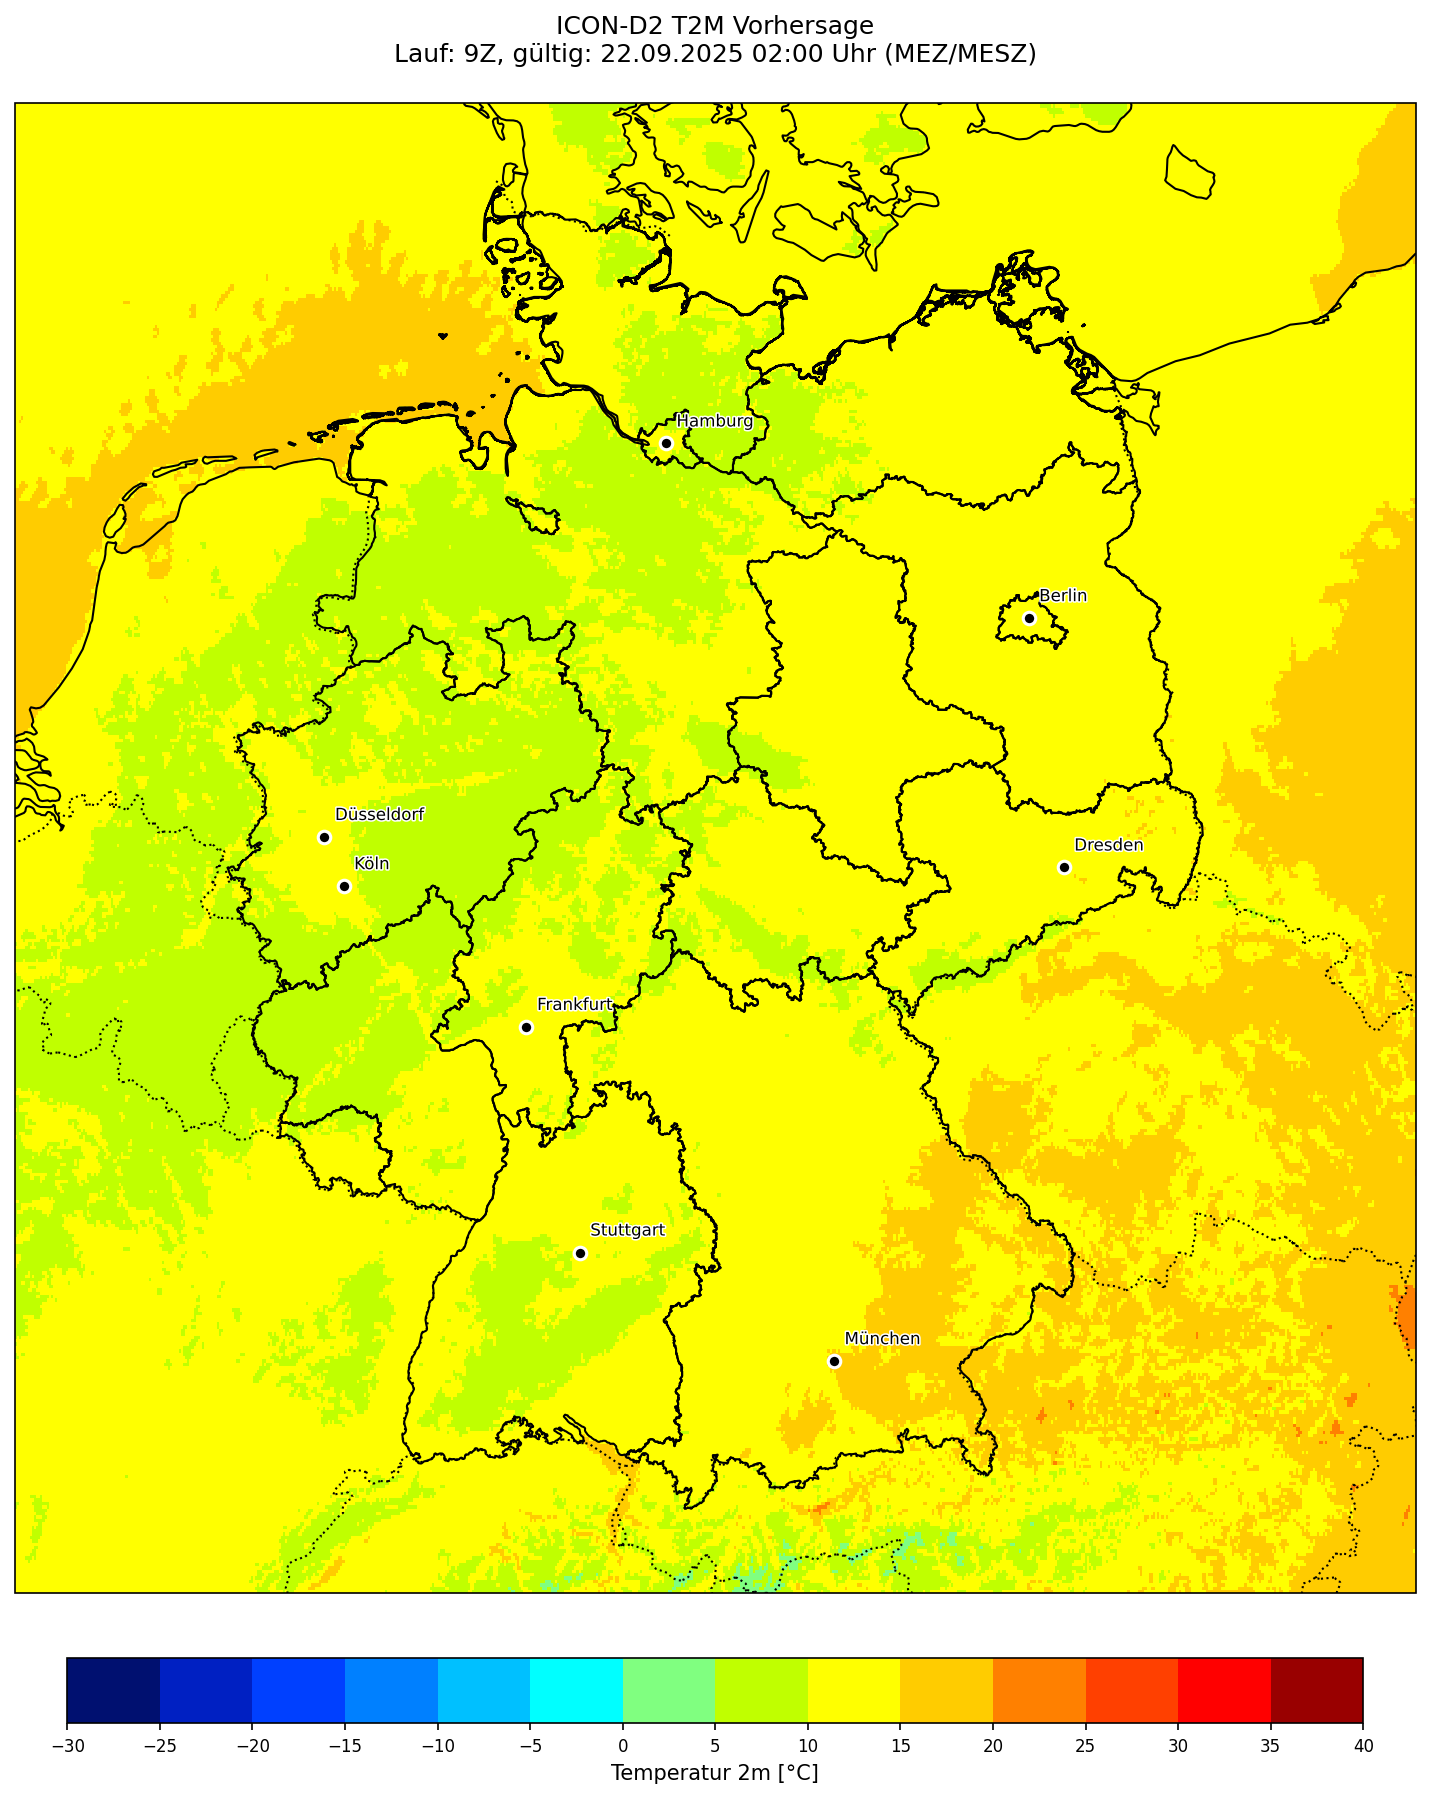 ICON-D2 T2M Vorhersage
Lauf: 9Z, gültig: 22.09.2025 02:00 Uhr (MEZ/MESZ)
Hamburg
Berlin
Düsseldorf
Dresden
Köln
Frankfurt
Stuttgart
München
−30 −25 −20 −15 −10 −5 0 5 10 15 20 25 30 35 40
Temperatur 2m [°C]